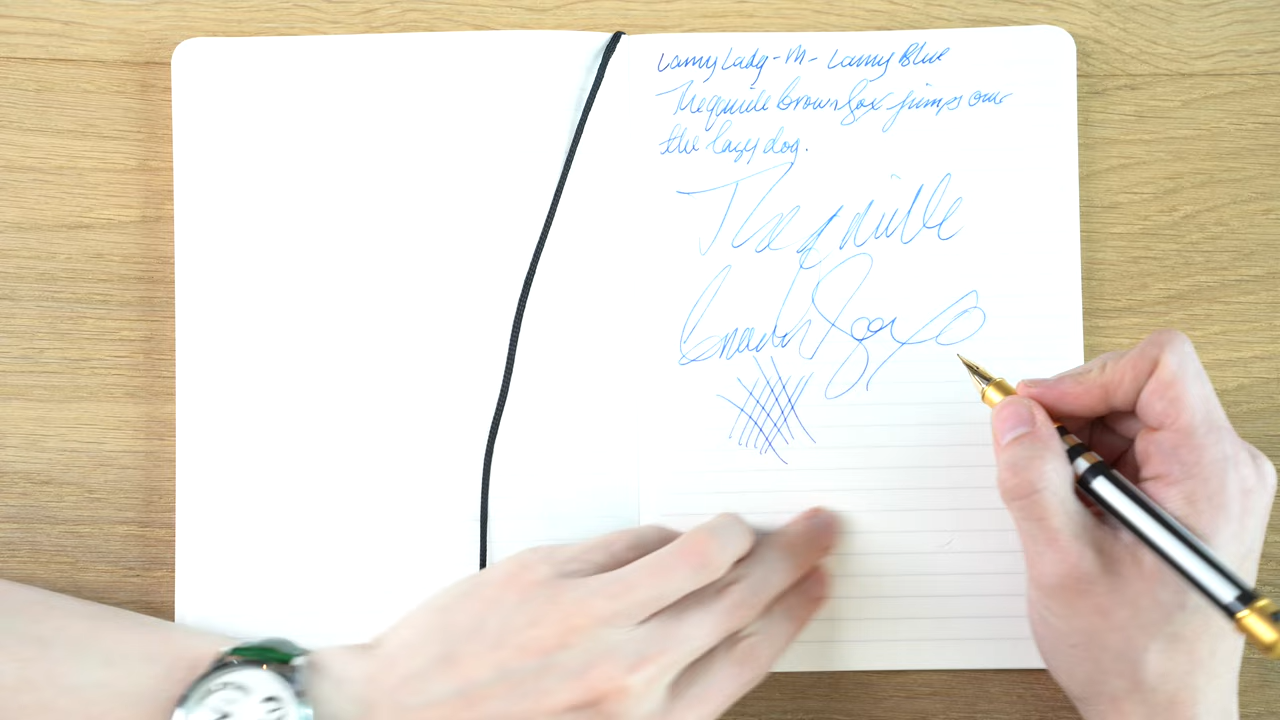 Lamy Lady - M - Lamy Blue
The quick brown fox jumps over
the lazy dog.
The quick
brown fox